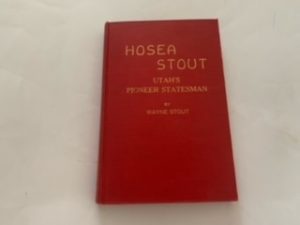 HOSEA
STOUT
UTAH'S
PIONEER STATESMAN
BY
WAYNE STOUT